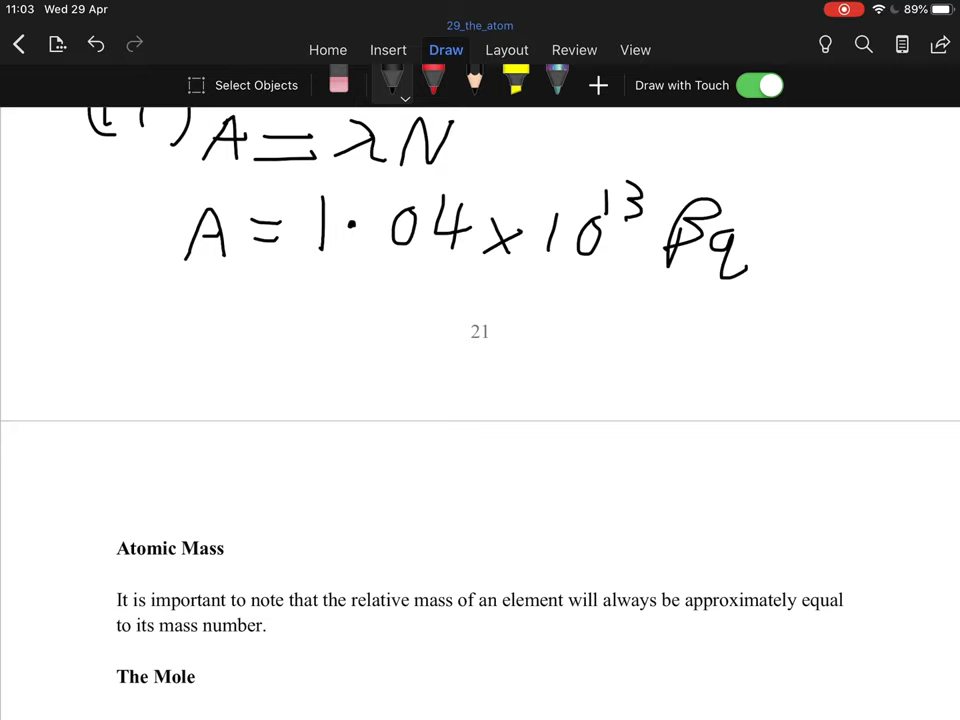 11:03 Wed 29 Apr 89%
29_the_atom
Home Insert Draw Layout Review View
Select Objects Draw with Touch
(ii) A = λN
A = 1.04 × 10¹³ Bq
21
Atomic Mass
It is important to note that the relative mass of an element will always be approximately equal
to its mass number.
The Mole